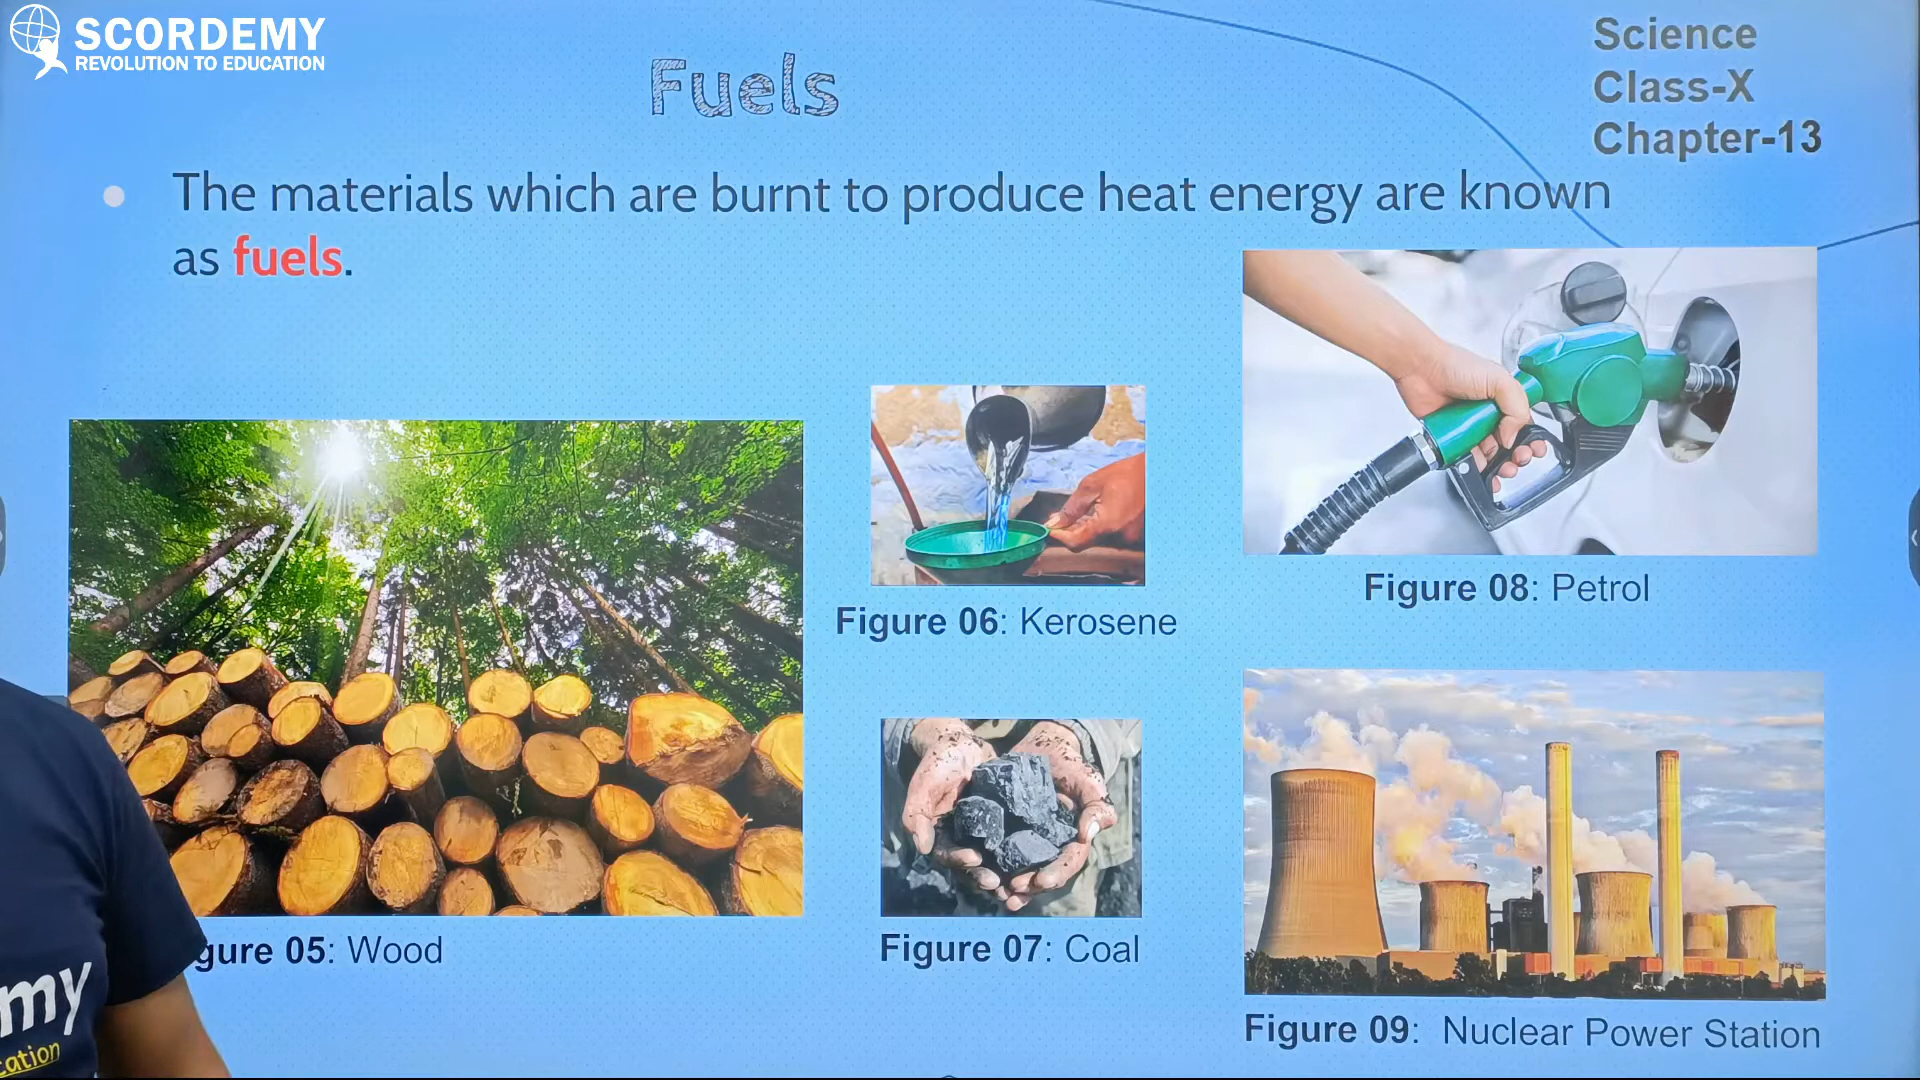 SCORDEMY
REVOLUTION TO EDUCATION
Fuels
Science
Class-X
Chapter-13
The materials which are burnt to produce heat energy are known
as fuels.
Figure 06: Kerosene
Figure 08: Petrol
gure 05: Wood
Figure 07: Coal
Figure 09: Nuclear Power Station
my
cation